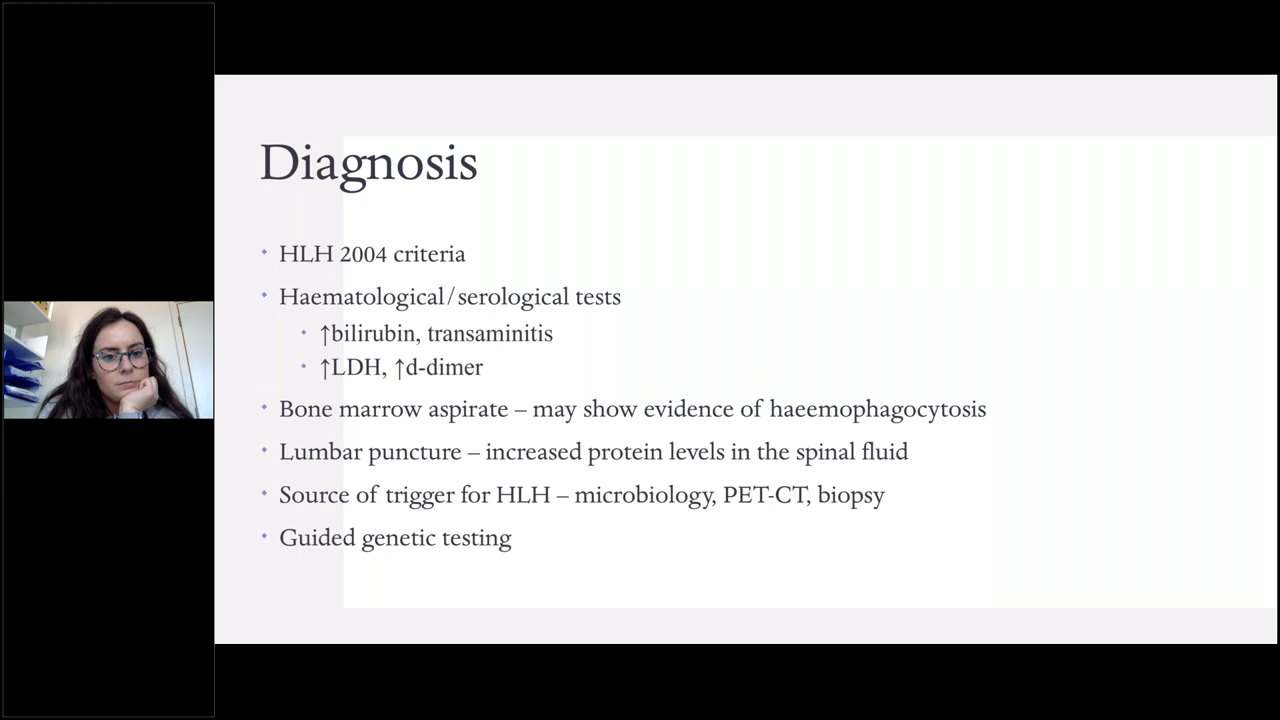 Diagnosis
HLH 2004 criteria
Haematological/serological tests
↑bilirubin, transaminitis
↑LDH, ↑d-dimer
Bone marrow aspirate – may show evidence of haeemophagocytosis
Lumbar puncture – increased protein levels in the spinal fluid
Source of trigger for HLH – microbiology, PET-CT, biopsy
Guided genetic testing